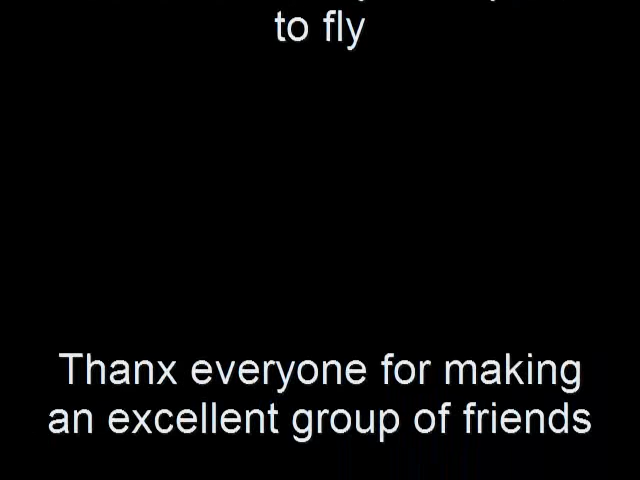 to fly
Thanx everyone for making
an excellent group of friends